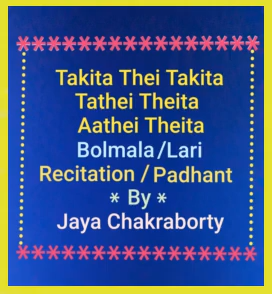 Takita Thei Takita
Tathei Theita
Aathei Theita
Bolmala/Lari
Recitation / Padhant
* By *
Jaya Chakraborty